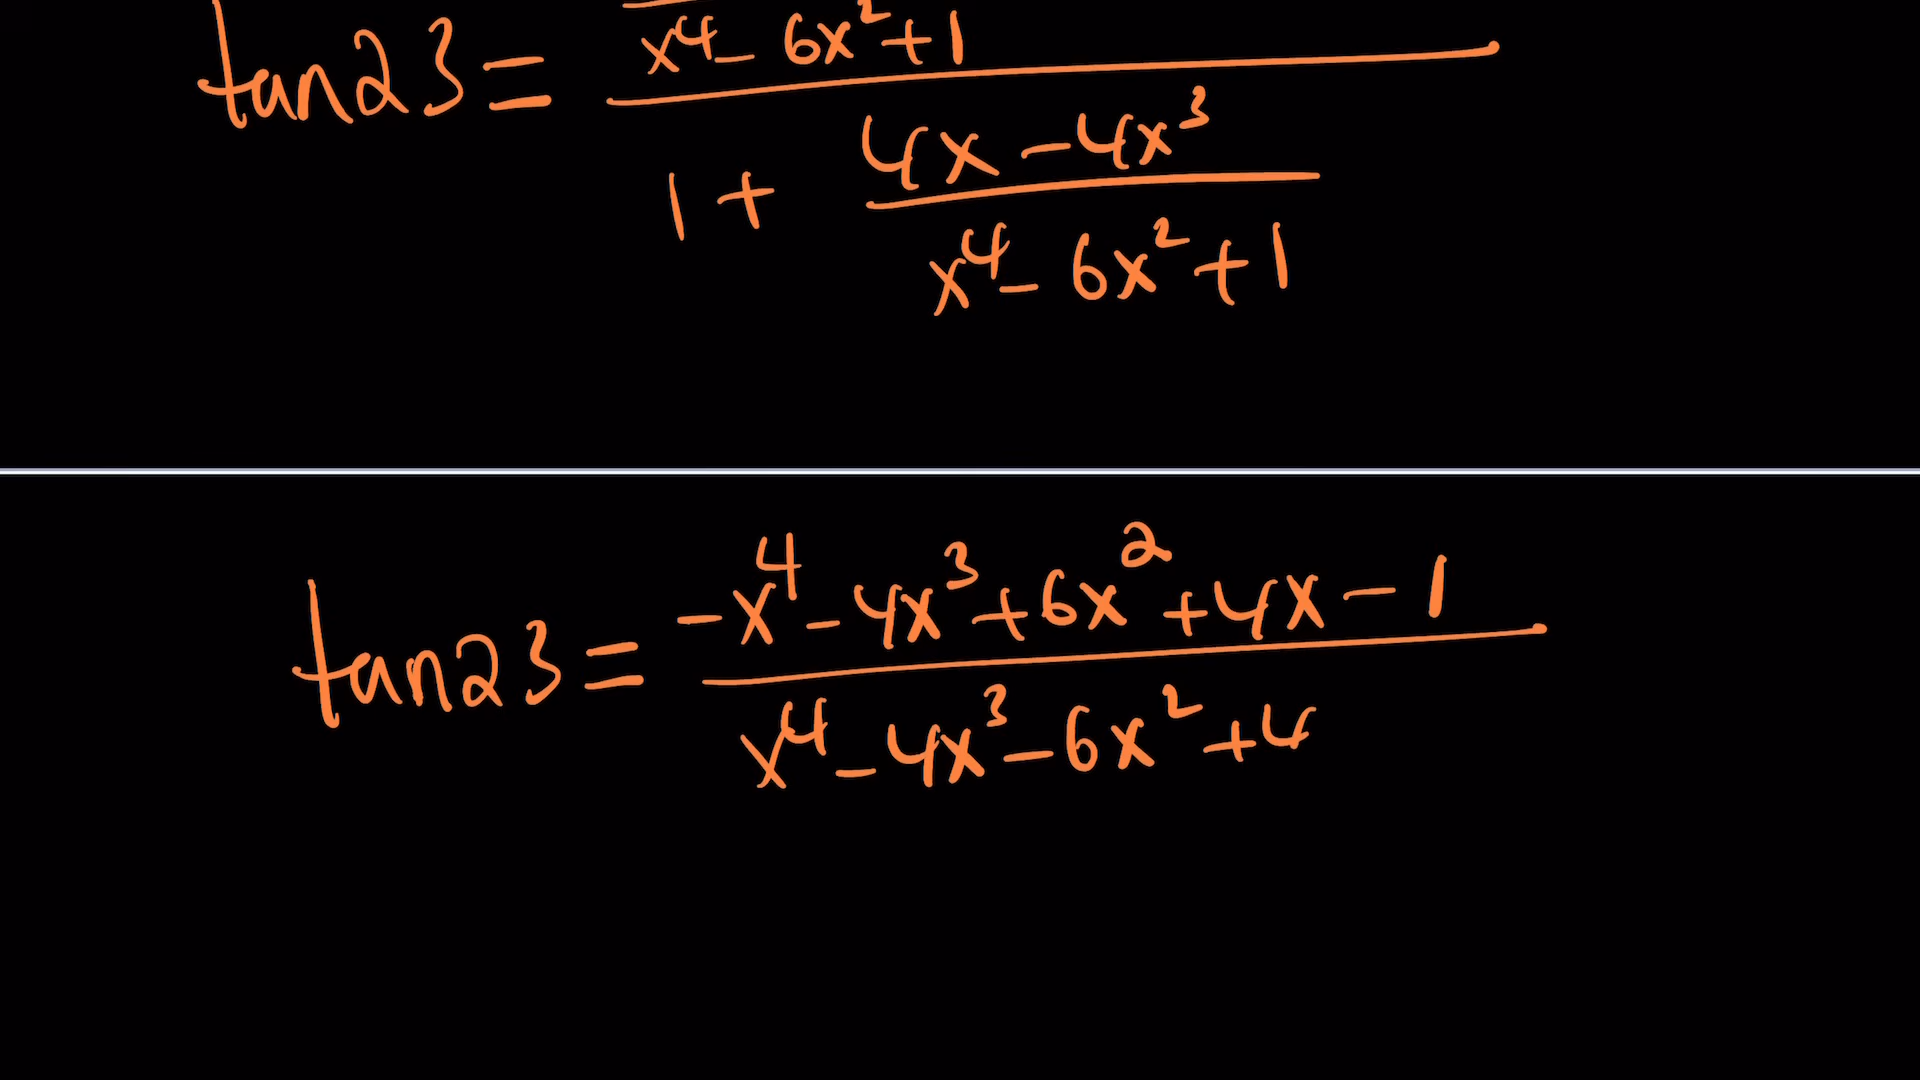 tan23 =
x⁴ - 6x² + 1
1 + 4x - 4x³
x⁴ - 6x² + 1
tan23 = -x⁴ - 4x³ + 6x² + 4x - 1
x⁴ - 4x³ - 6x² + 4